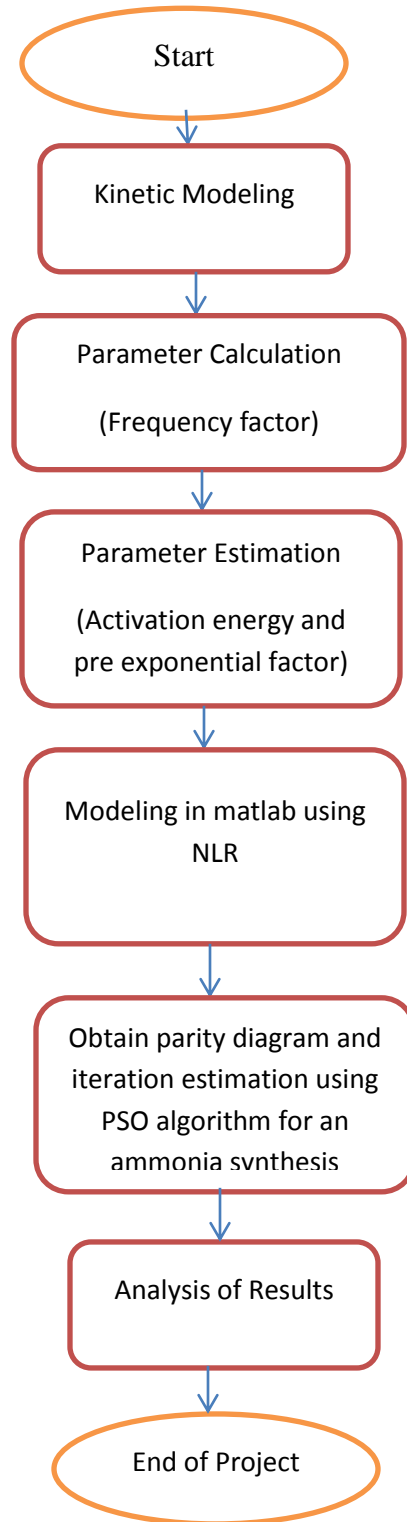 Start
Kinetic Modeling
Parameter Calculation
(Frequency factor)
Parameter Estimation
(Activation energy and
pre exponential factor)
Modeling in matlab using
NLR
Obtain parity diagram and
iteration estimation using
PSO algorithm for an
ammonia synthesis
Analysis of Results
End of Project